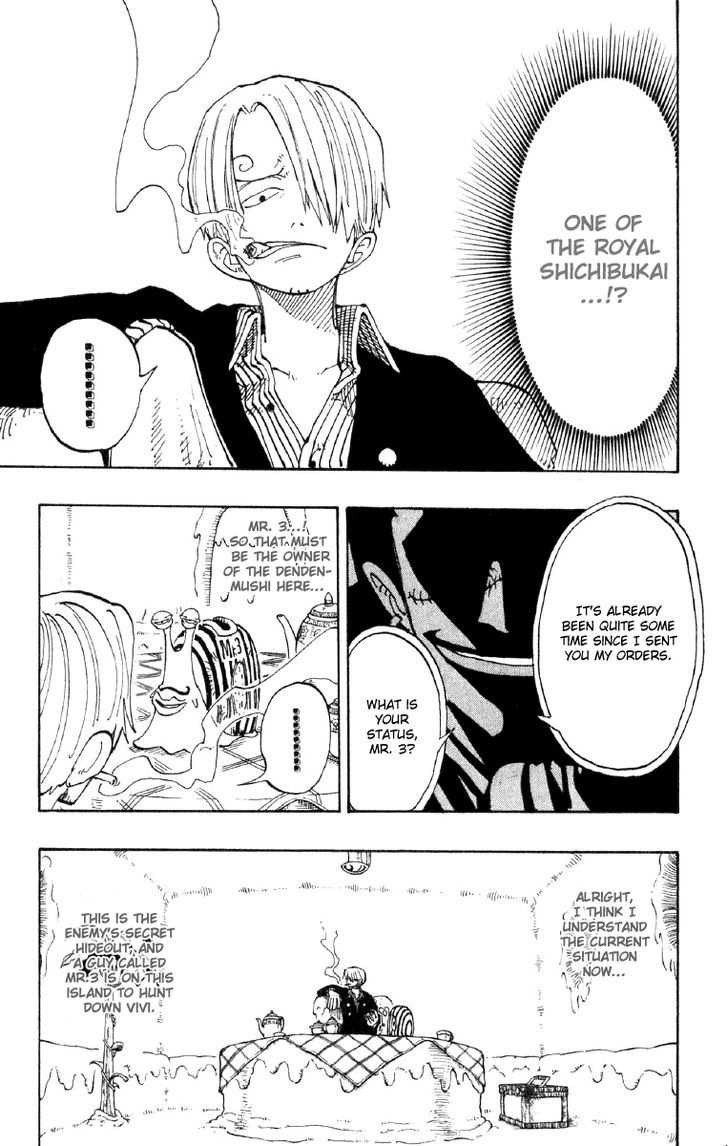 ONE OF
THE ROYAL
SHICHIBUKAI
...!?
IT'S ALREADY
BEEN QUITE SOME
TIME SINCE I SENT
YOU MY ORDERS.
WHAT IS
YOUR
STATUS,
MR. 3?
MR. 3...!
SO THAT MUST
BE THE OWNER
OF THE DENDEN-
MUSHI HERE...
Mr.3
ALRIGHT,
I THINK I
UNDERSTAND
THE CURRENT
SITUATION
NOW...
THIS IS THE
ENEMY'S SECRET
HIDEOUT, AND
A GUY CALLED
MR.3 IS ON THIS
ISLAND TO HUNT
DOWN VIVI.